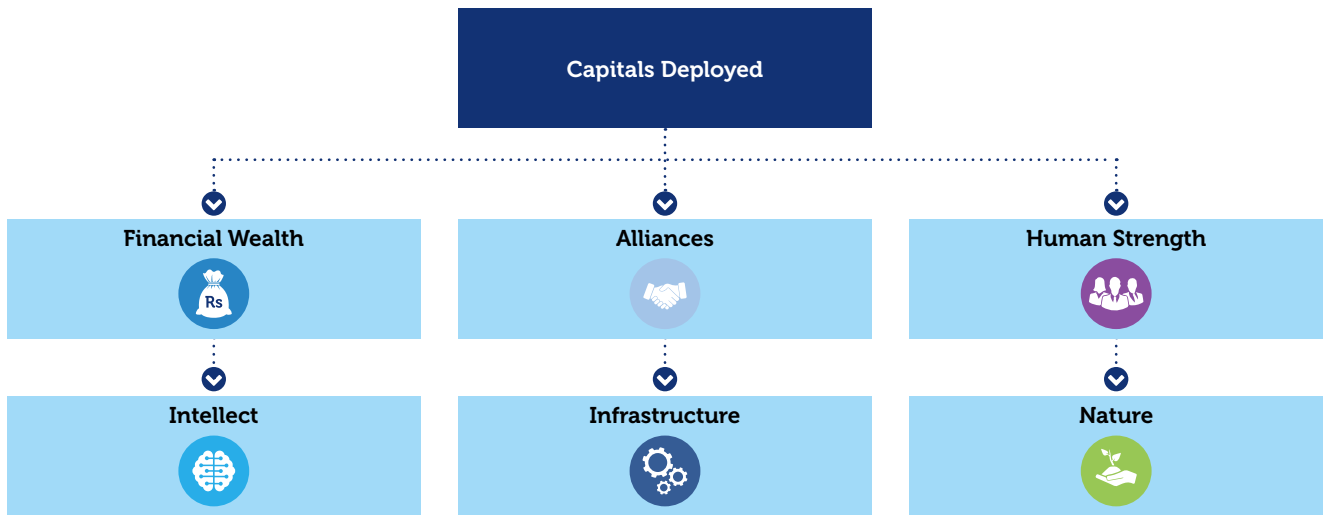 Capitals Deployed
Financial Wealth
Alliances
Human Strength
Rs
Intellect
Infrastructure
Nature